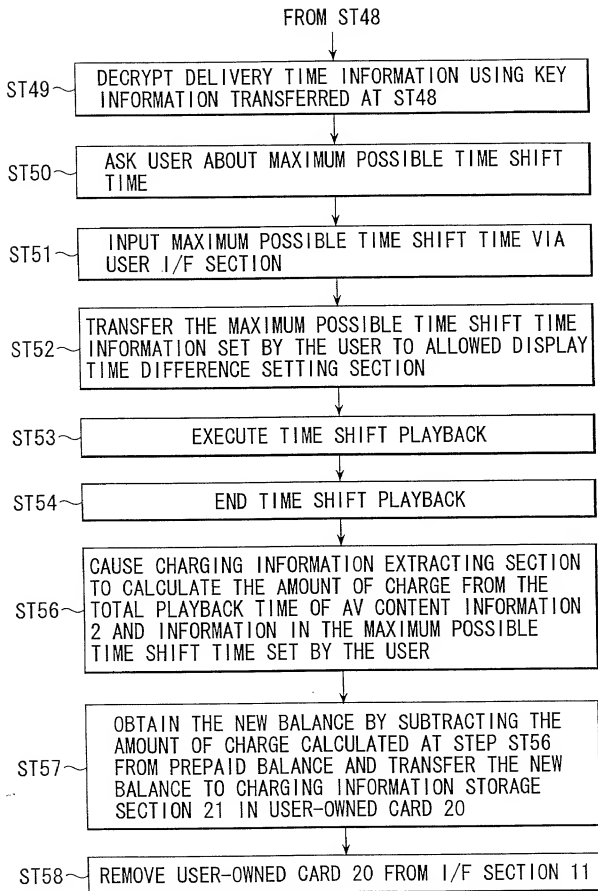 FROM ST48
ST49
DECRYPT DELIVERY TIME INFORMATION USING KEY
INFORMATION TRANSFERRED AT ST48
ST50
ASK USER ABOUT MAXIMUM POSSIBLE TIME SHIFT
TIME
ST51
INPUT MAXIMUM POSSIBLE TIME SHIFT TIME VIA
USER I/F SECTION
ST52
TRANSFER THE MAXIMUM POSSIBLE TIME SHIFT TIME
INFORMATION SET BY THE USER TO ALLOWED DISPLAY
TIME DIFFERENCE SETTING SECTION
ST53
EXECUTE TIME SHIFT PLAYBACK
ST54
END TIME SHIFT PLAYBACK
ST56
CAUSE CHARGING INFORMATION EXTRACTING SECTION
TO CALCULATE THE AMOUNT OF CHARGE FROM THE
TOTAL PLAYBACK TIME OF AV CONTENT INFORMATION
2 AND INFORMATION IN THE MAXIMUM POSSIBLE
TIME SHIFT TIME SET BY THE USER
ST57
OBTAIN THE NEW BALANCE BY SUBTRACTING THE
AMOUNT OF CHARGE CALCULATED AT STEP ST56
FROM PREPAID BALANCE AND TRANSFER THE NEW
BALANCE TO CHARGING INFORMATION STORAGE
SECTION 21 IN USER-OWNED CARD 20
ST58
REMOVE USER-OWNED CARD 20 FROM I/F SECTION 11